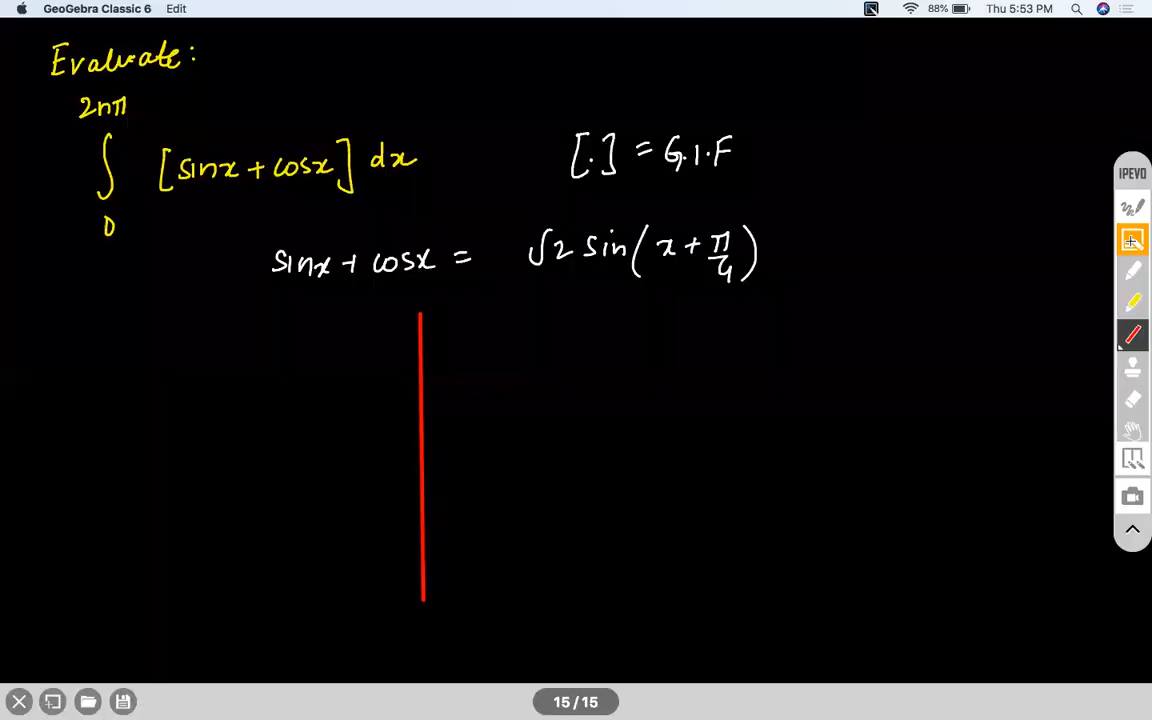 GeoGebra Classic 6 Edit 88% Thu 5:53 PM
Evaluate:
2nπ
∫ [sinx + cosx] dx [.] = G.I.F
0
sinx + cosx = √2 sin(x + π/4)
IPEVO
15 / 15